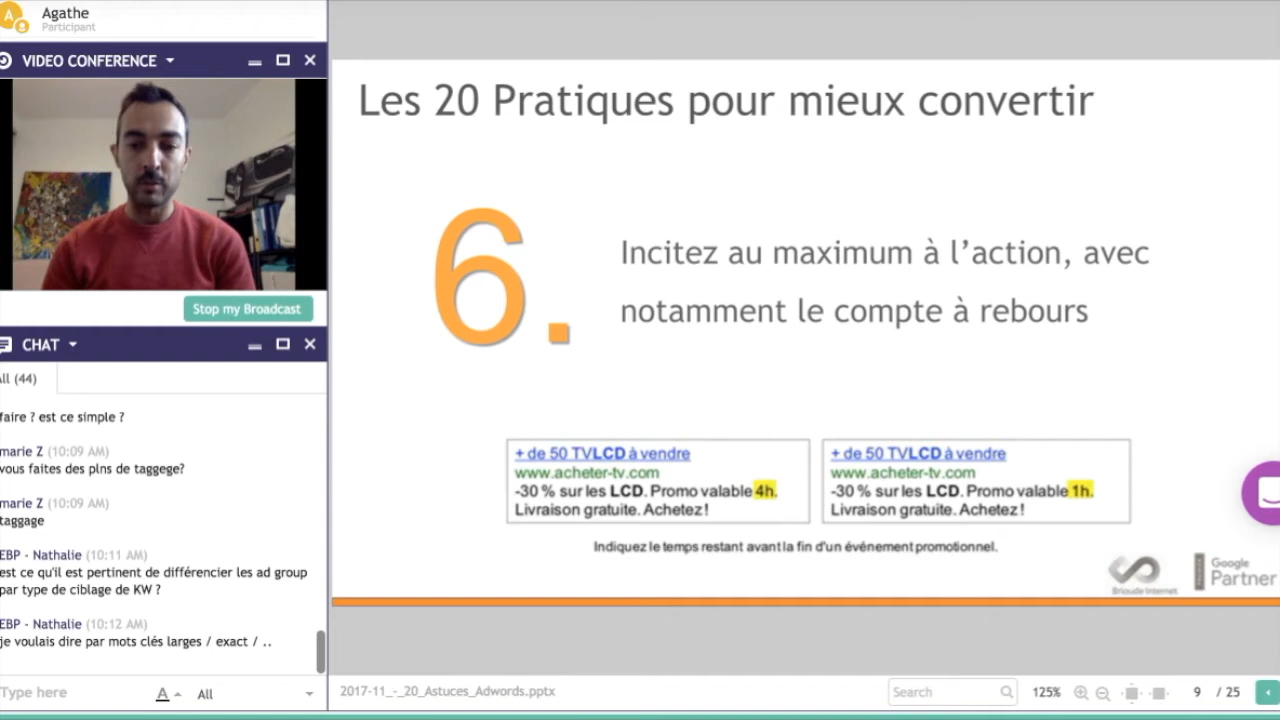 Agathe
Participant
VIDEO CONFERENCE
Stop my Broadcast
CHAT
All (44)
faire ? est ce simple ?
marie Z (10:09 AM)
vous faites des plns de taggege?
marie Z (10:09 AM)
taggage
EBP - Nathalie (10:11 AM)
est ce qu'il est pertinent de différencier les ad group
par type de ciblage de KW ?
EBP - Nathalie (10:12 AM)
je voulais dire par mots clés larges / exact / ..
Type here
A
All
Les 20 Pratiques pour mieux convertir
6.
Incitez au maximum à l'action, avec
notamment le compte à rebours
+ de 50 TVLCD à vendre
www.acheter-tv.com
-30 % sur les LCD. Promo valable 4h.
Livraison gratuite. Achetez !
+ de 50 TVLCD à vendre
www.acheter-tv.com
-30 % sur les LCD. Promo valable 1h.
Livraison gratuite. Achetez !
Indiquez le temps restant avant la fin d'un événement promotionnel.
Brioude Internet
Google
Partner
2017-11_-_20_Astuces_Adwords.pptx
Search
125%
9 / 25